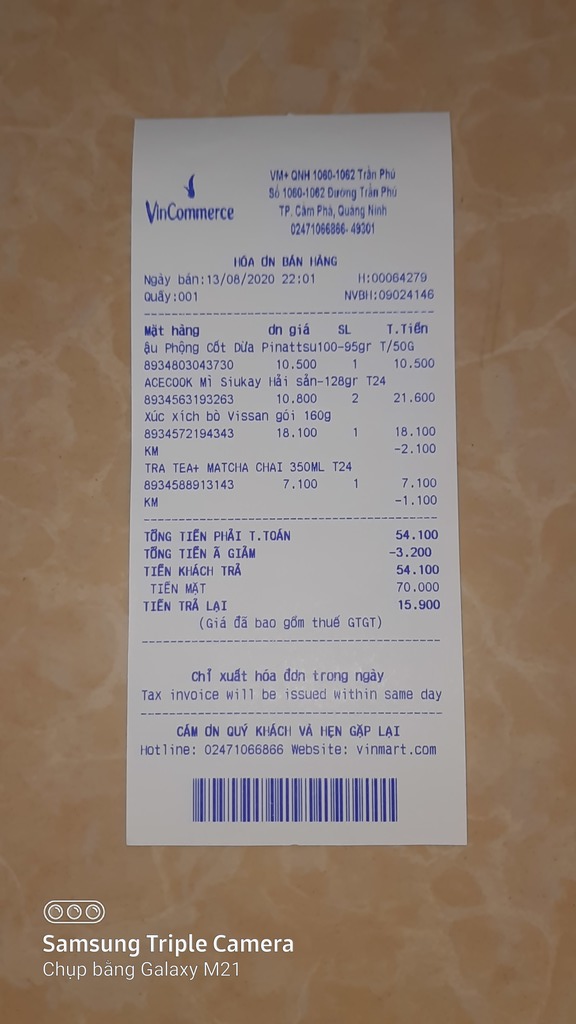 VinCommerce
VM+ QNH 1060-1062 Trần Phú
Số 1060-1062 Đường Trần Phú
TP. Cẩm Phả, Quảng Ninh
02471066866- 49301
HÓA ƠN BÁN HÀNG
Ngày bán:13/08/2020 22:01 H:00064279
Quầy:001 NVBH:09024146
Mặt hàng ơn giá SL T.Tiền
ậu Phộng Cốt Dừa Pinattsu100-95gr T/50G
8934803043730 10.500 1 10.500
ACECOOK Mì Siukay Hải sản-128gr T24
8934563193263 10.800 2 21.600
Xúc xích bò Vissan gói 160g
8934572194343 18.100 1 18.100
KM -2.100
TRA TEA+ MATCHA CHAI 350ML T24
8934588913143 7.100 1 7.100
KM -1.100
TỔNG TIỀN PHẢI T.TOÁN 54.100
TỔNG TIỀN Ã GIẢM -3.200
TIỀN KHÁCH TRẢ 54.100
TIỀN MẶT 70.000
TIỀN TRẢ LẠI 15.900
(Giá đã bao gồm thuế GTGT)
Chỉ xuất hóa đơn trong ngày
Tax invoice will be issued within same day
CẢM ƠN QUÝ KHÁCH VÀ HẸN GẶP LẠI
Hotline: 02471066866 Website: vinmart.com
Samsung Triple Camera
Chụp bằng Galaxy M21